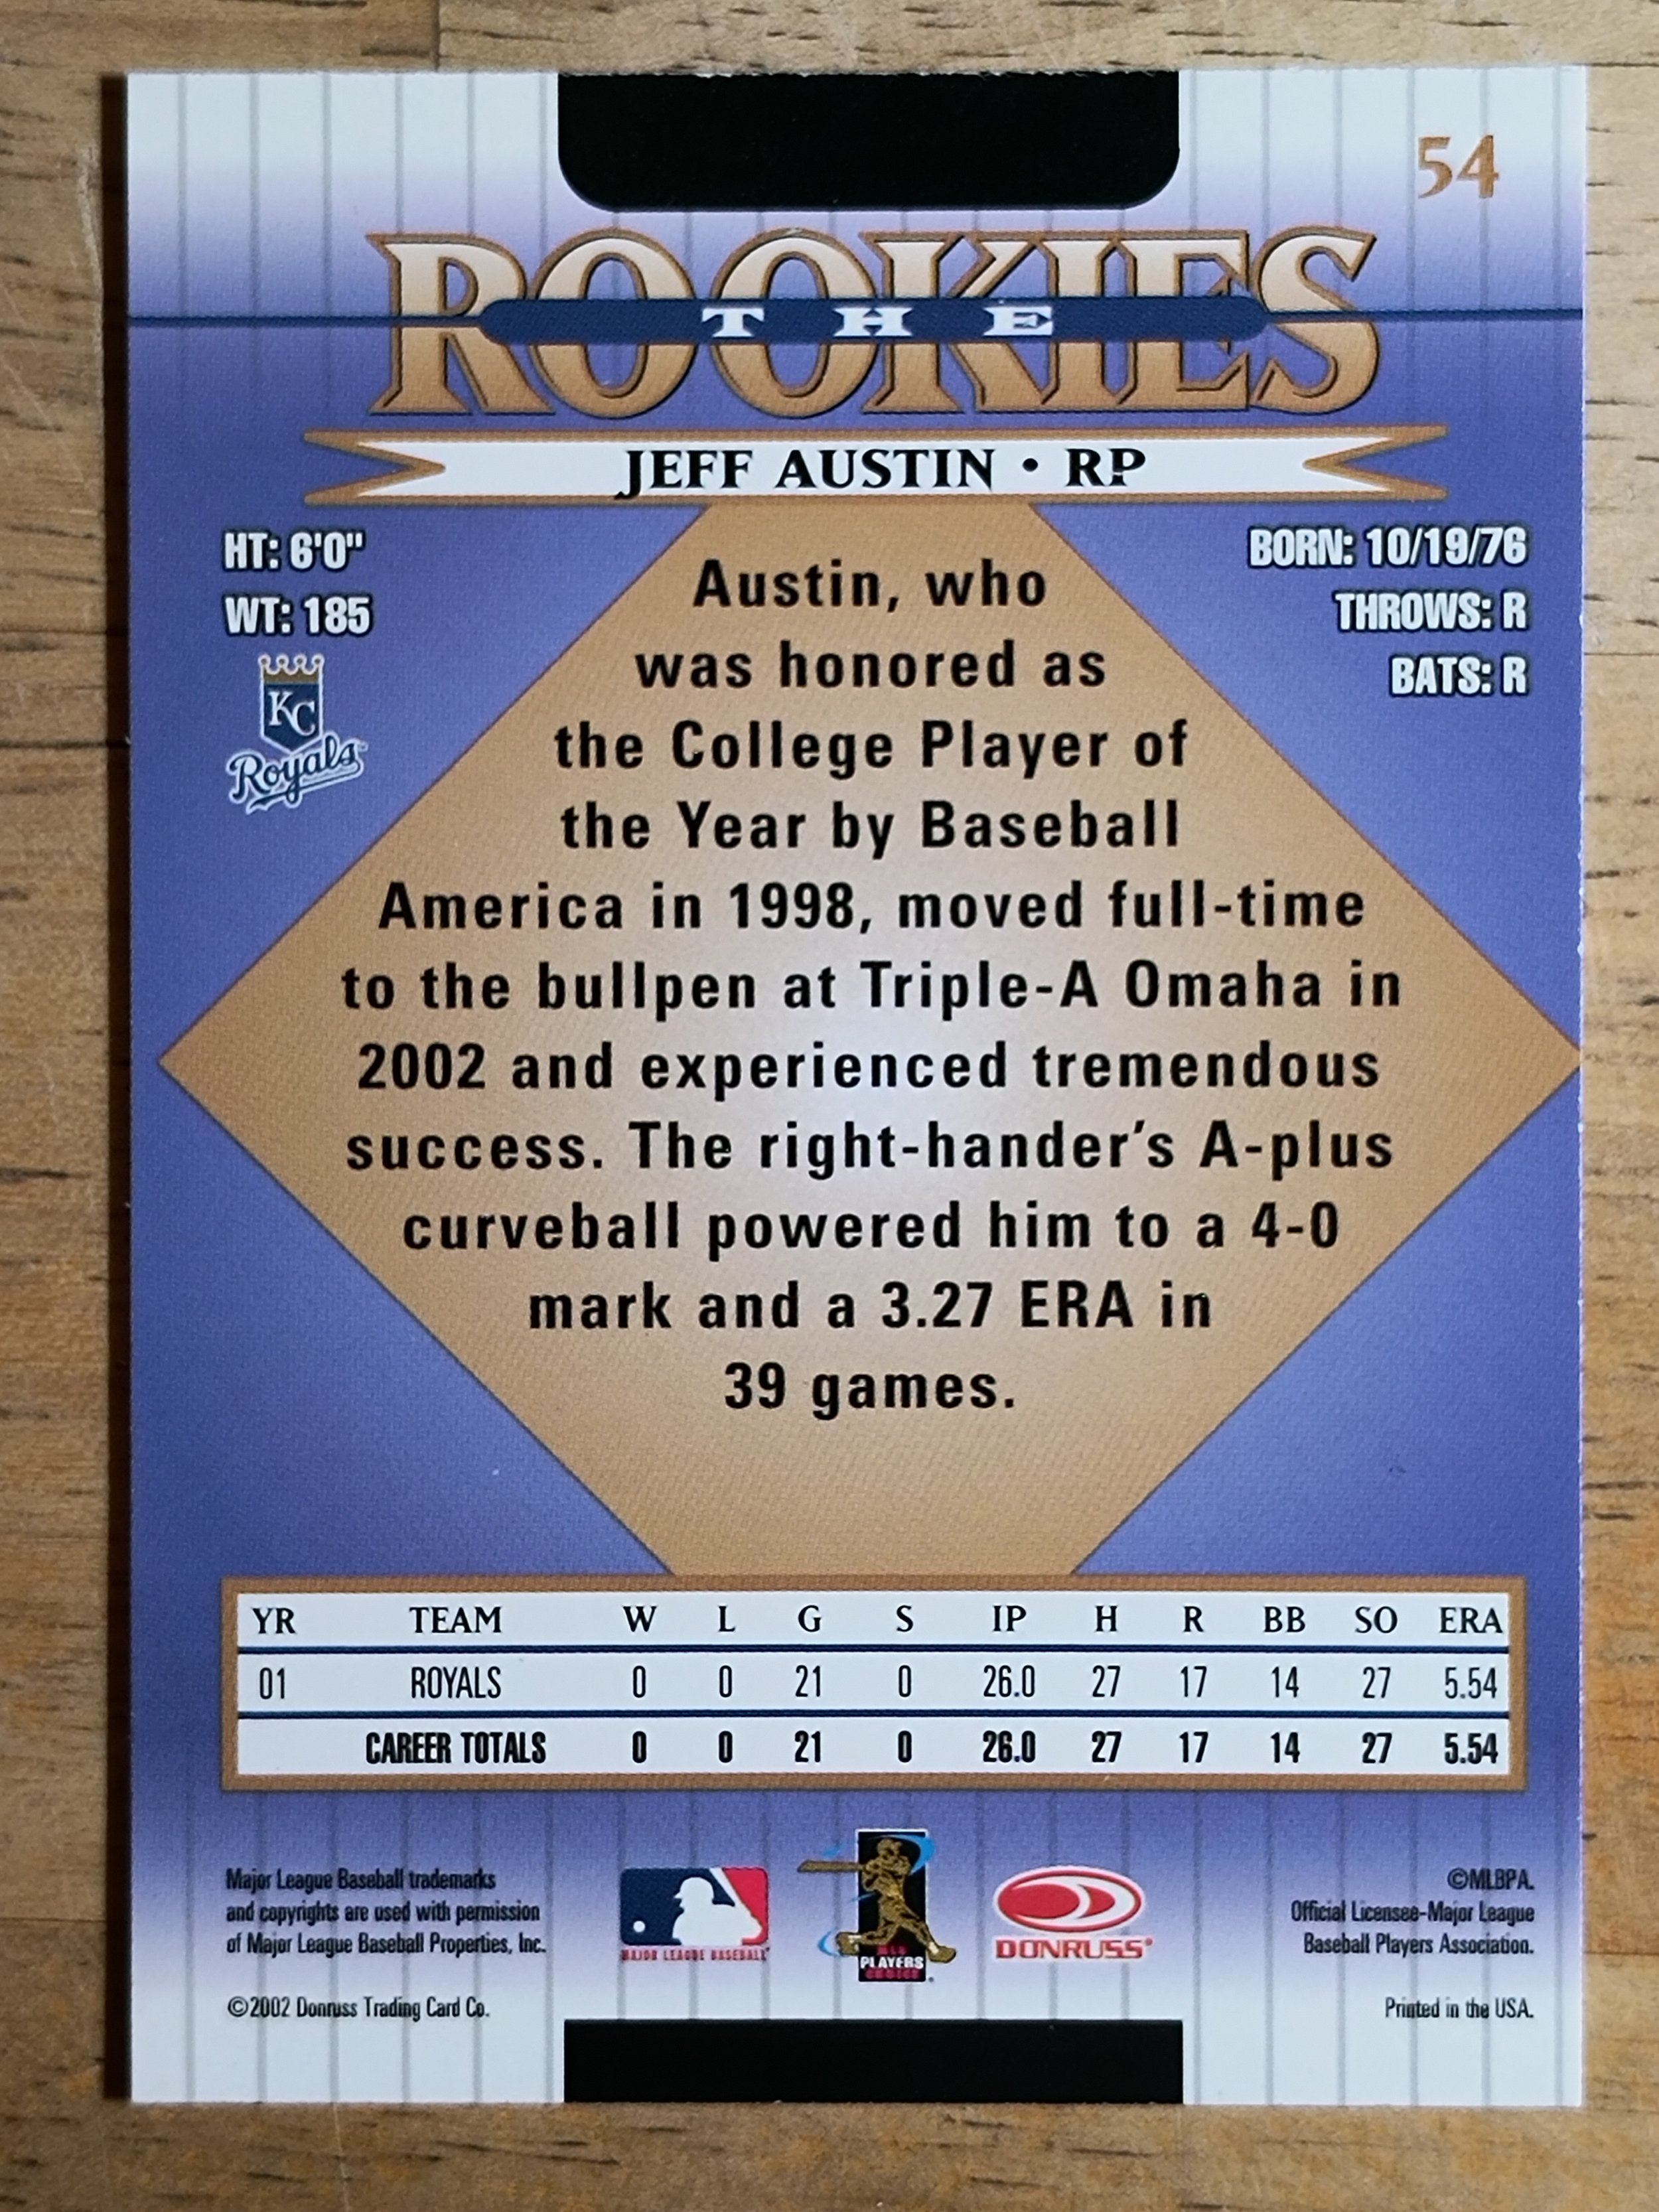 54
ROOKIES
THE
JEFF AUSTIN • RP
HT: 6'0"
WT: 185
KC
Royals
BORN: 10/19/76
THROWS: R
BATS: R
Austin, who
was honored as
the College Player of
the Year by Baseball
America in 1998, moved full-time
to the bullpen at Triple-A Omaha in
2002 and experienced tremendous
success. The right-hander's A-plus
curveball powered him to a 4-0
mark and a 3.27 ERA in
39 games.
YR TEAM W L G S IP H R BB SO ERA
01 ROYALS 0 0 21 0 26.0 27 17 14 27 5.54
CAREER TOTALS 0 0 21 0 26.0 27 17 14 27 5.54
Major League Baseball trademarks
and copyrights are used with permission
of Major League Baseball Properties, Inc.
©2002 Donruss Trading Card Co.
MAJOR LEAGUE BASEBALL
MLB
PLAYERS
CHOICE
DONRUSS®
©MLBPA.
Official Licensee-Major League
Baseball Players Association.
Printed in the USA.